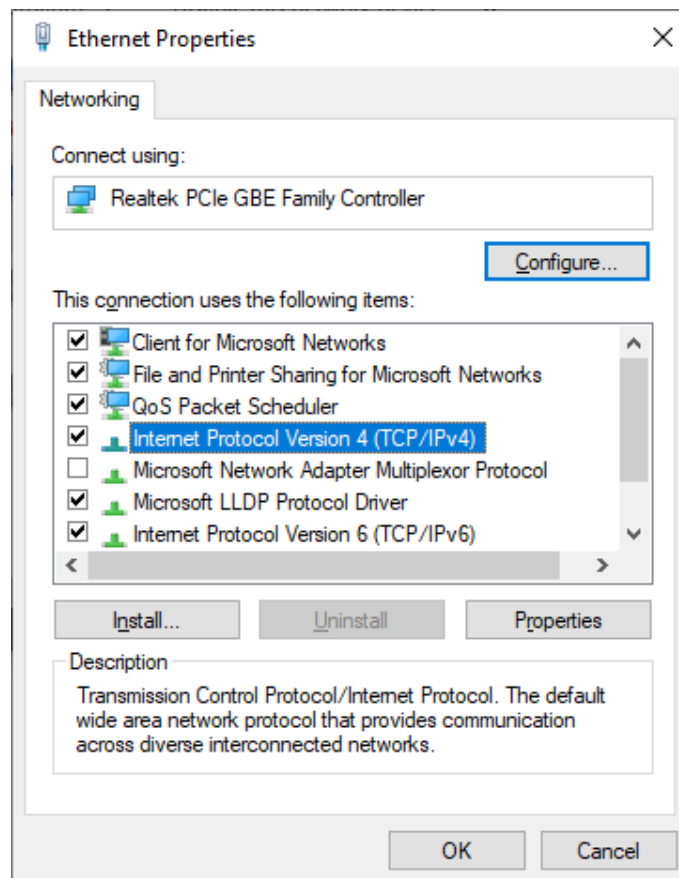 Ethernet Properties
Networking
Connect using:
Realtek PCIe GBE Family Controller
Configure...
This connection uses the following items:
Client for Microsoft Networks
File and Printer Sharing for Microsoft Networks
QoS Packet Scheduler
Internet Protocol Version 4 (TCP/IPv4)
Microsoft Network Adapter Multiplexor Protocol
Microsoft LLDP Protocol Driver
Internet Protocol Version 6 (TCP/IPv6)
Install...
Uninstall
Properties
Description
Transmission Control Protocol/Internet Protocol. The default
wide area network protocol that provides communication
across diverse interconnected networks.
OK
Cancel